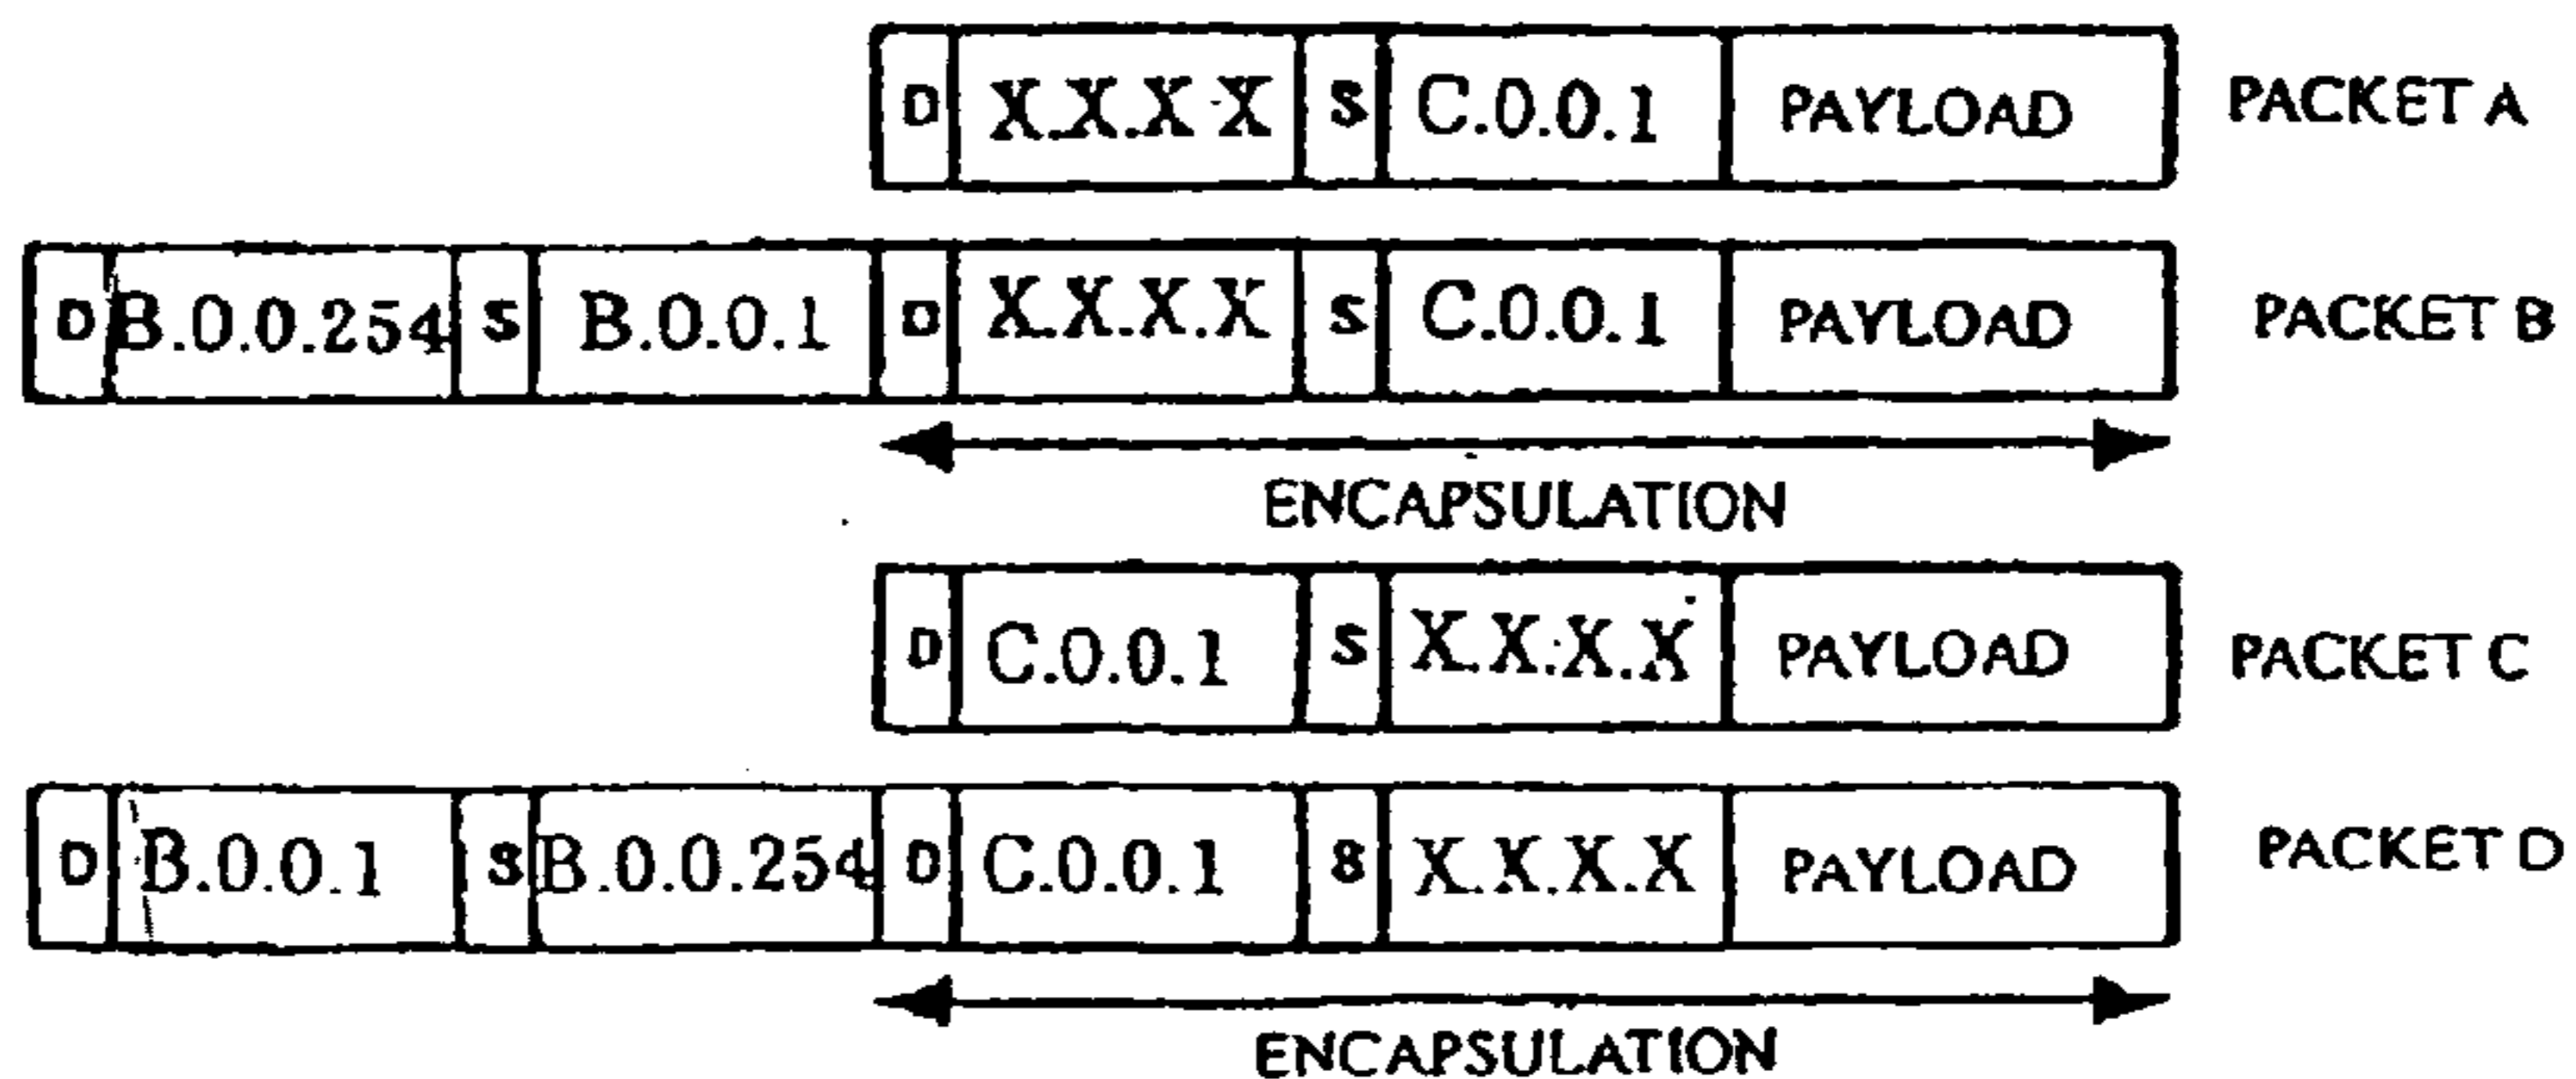 D X.X.X.X S C.0.0.1 PAYLOAD PACKET A
D B.0.0.254 S B.0.0.1 D X.X.X.X S C.0.0.1 PAYLOAD PACKET B
ENCAPSULATION
D C.0.0.1 S X.X.X.X PAYLOAD PACKET C
D B.0.0.1 S B.0.0.254 D C.0.0.1 8 X.X.X.X PAYLOAD PACKET D
ENCAPSULATION